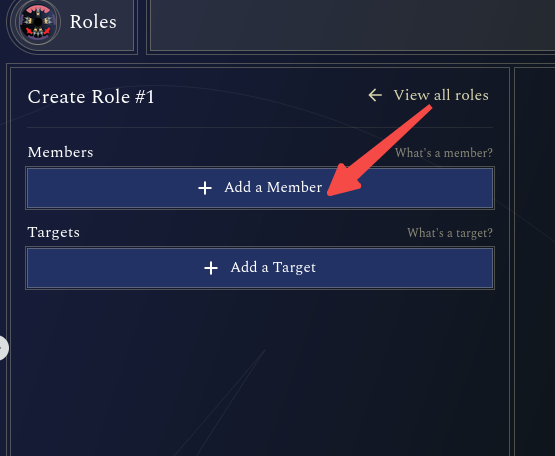 Roles
Create Role #1
← View all roles
Members
What's a member?
+ Add a Member
Targets
What's a target?
+ Add a Target